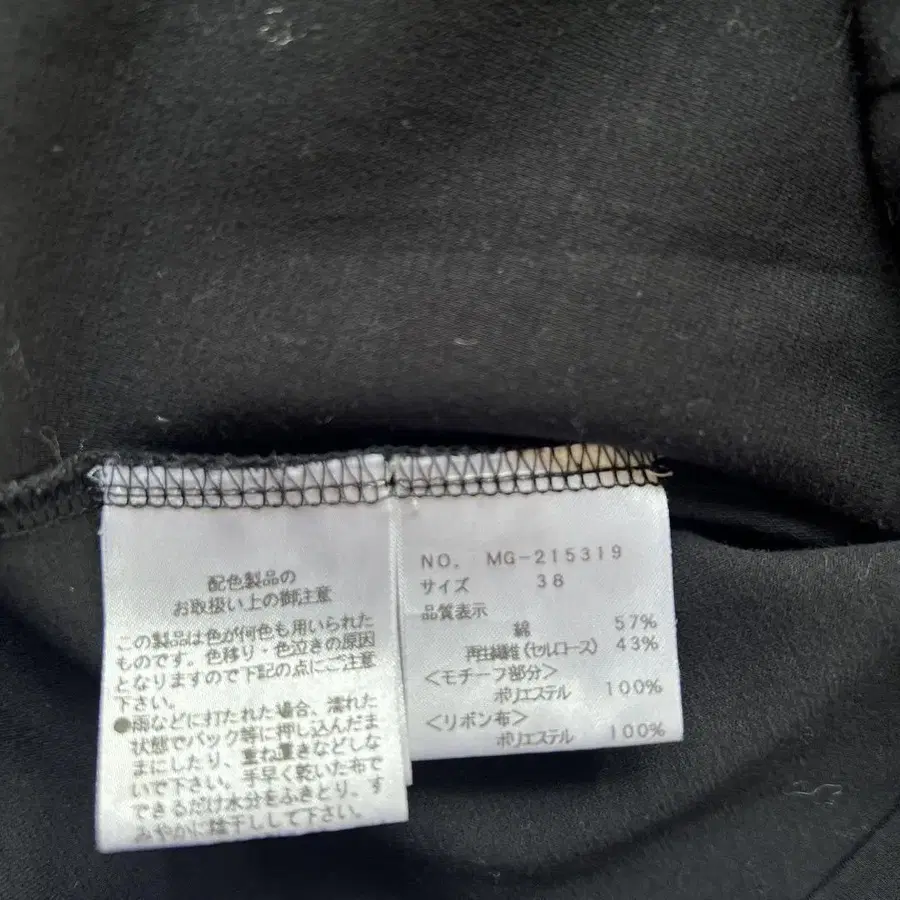 配色製品の
お取扱い上の御注意
この製品は色が何色も用いられた
ものです。色移り・色泣きの原因
となりますので下記の点にご注意
下さい。
●雨などに打たれた場合、濡れた
状態でバック等に押し込んだま
まにしたり、重ね置きなどしな
いで下さい。手早く乾いた布で
できるだけ水分をふきとり、す
みやかに陰干しして下さい。
NO. MG-215319
サイズ 38
品質表示
綿 57%
再生繊維(セルロース) 43%
<モチーフ部分>
ポリエステル 100%
<リボン布>
ポリエステル 100%